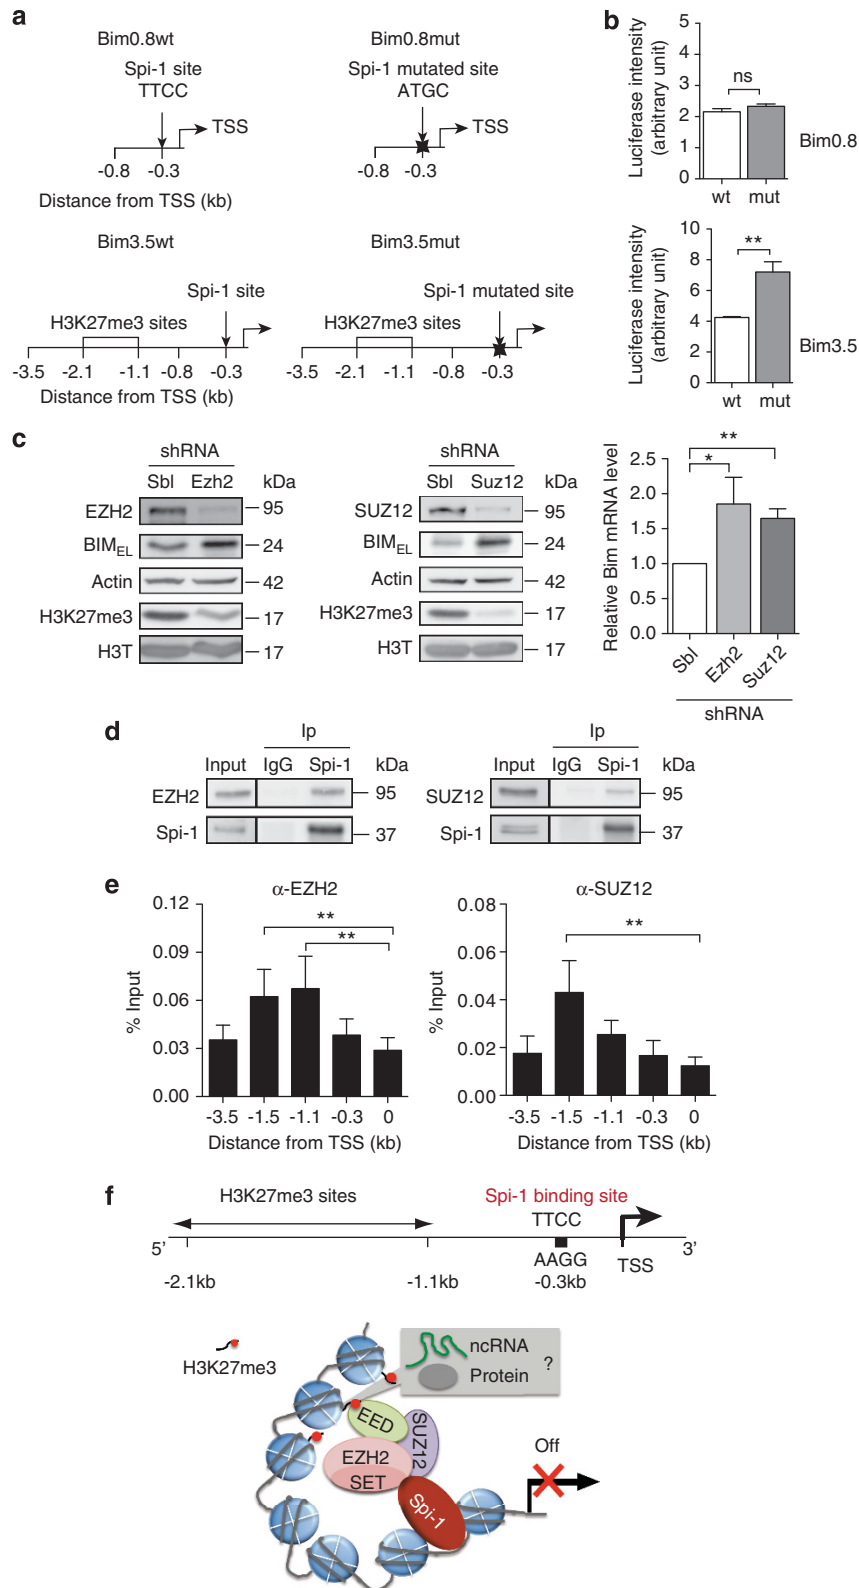 a
Bim0.8wt
Spi-1 site
TTCC
TSS
-0.8 -0.3
Distance from TSS (kb)
Bim0.8mut
Spi-1 mutated site
ATGC
TSS
-0.8 -0.3
Bim3.5wt
Spi-1 site
H3K27me3 sites
-3.5 -2.1 -1.1 -0.8 -0.3
Distance from TSS (kb)
Bim3.5mut
Spi-1 mutated site
H3K27me3 sites
-3.5 -2.1 -1.1 -0.8 -0.3
b
Luciferase intensity
(arbitrary unit)
5
4
3
2
1
0
ns
wt mut
Bim0.8
Luciferase intensity
(arbitrary unit)
10
8
6
4
2
0
**
wt mut
Bim3.5
c
shRNA
Sbl Ezh2 kDa
EZH2 95
BIMEL 24
Actin 42
H3K27me3 17
H3T 17
shRNA
Sbl Suz12 kDa
SUZ12 95
BIMEL 24
Actin 42
H3K27me3 17
H3T 17
Relative Bim mRNA level
2.5
2.0
1.5
1.0
0.5
0.0
**
*
Sbl Ezh2 Suz12
shRNA
d
Ip
Input IgG Spi-1 kDa
EZH2 95
Spi-1 37
Ip
Input IgG Spi-1 kDa
SUZ12 95
Spi-1 37
e
α-EZH2
% Input
0.12
0.09
0.06
0.03
0.00
**
**
-3.5 -1.5 -1.1 -0.3 0
Distance from TSS (kb)
α-SUZ12
% Input
0.08
0.06
0.04
0.02
0.00
**
-3.5 -1.5 -1.1 -0.3 0
Distance from TSS (kb)
f
H3K27me3 sites
Spi-1 binding site
TTCC
5’ 3’
AAGG
TSS
-2.1kb -1.1kb -0.3kb
H3K27me3
ncRNA
Protein
?
EED
SUZ12
EZH2
SET
Spi-1
Off